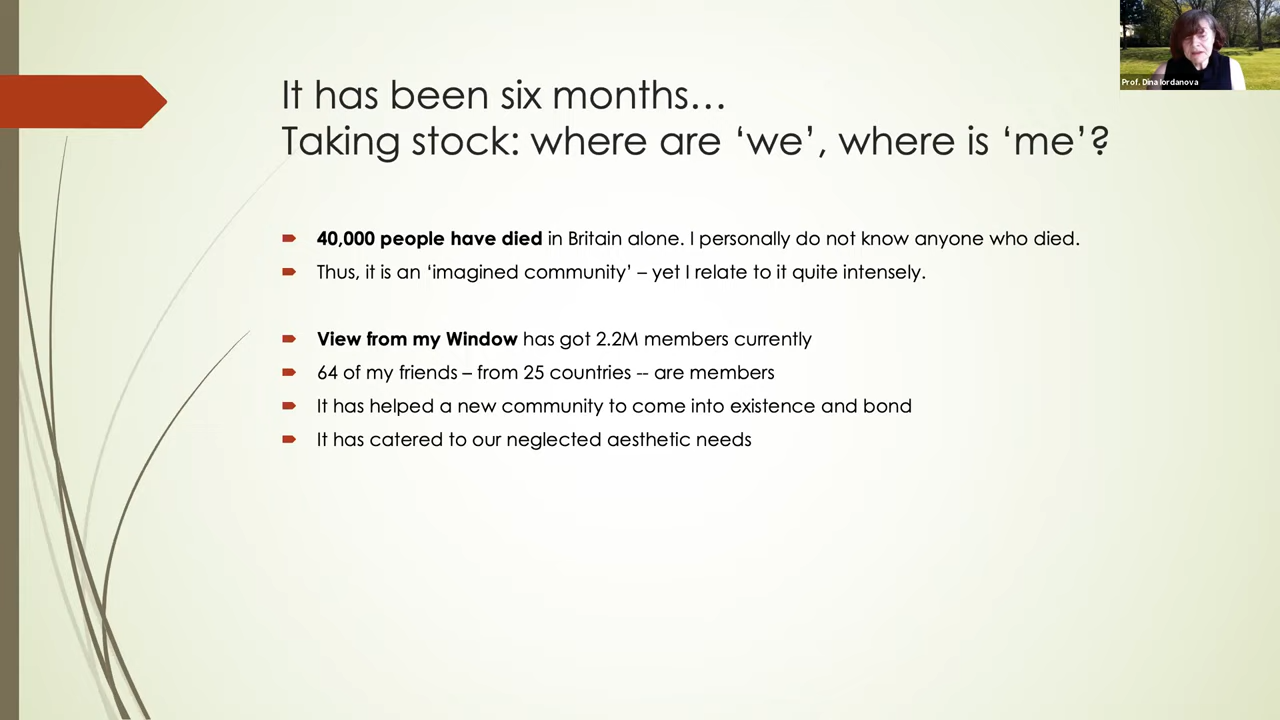 Prof. Dina Iordanova
It has been six months…
Taking stock: where are ‘we’, where is ‘me’?
40,000 people have died in Britain alone. I personally do not know anyone who died.
Thus, it is an ‘imagined community’ – yet I relate to it quite intensely.
View from my Window has got 2.2M members currently
64 of my friends – from 25 countries -- are members
It has helped a new community to come into existence and bond
It has catered to our neglected aesthetic needs